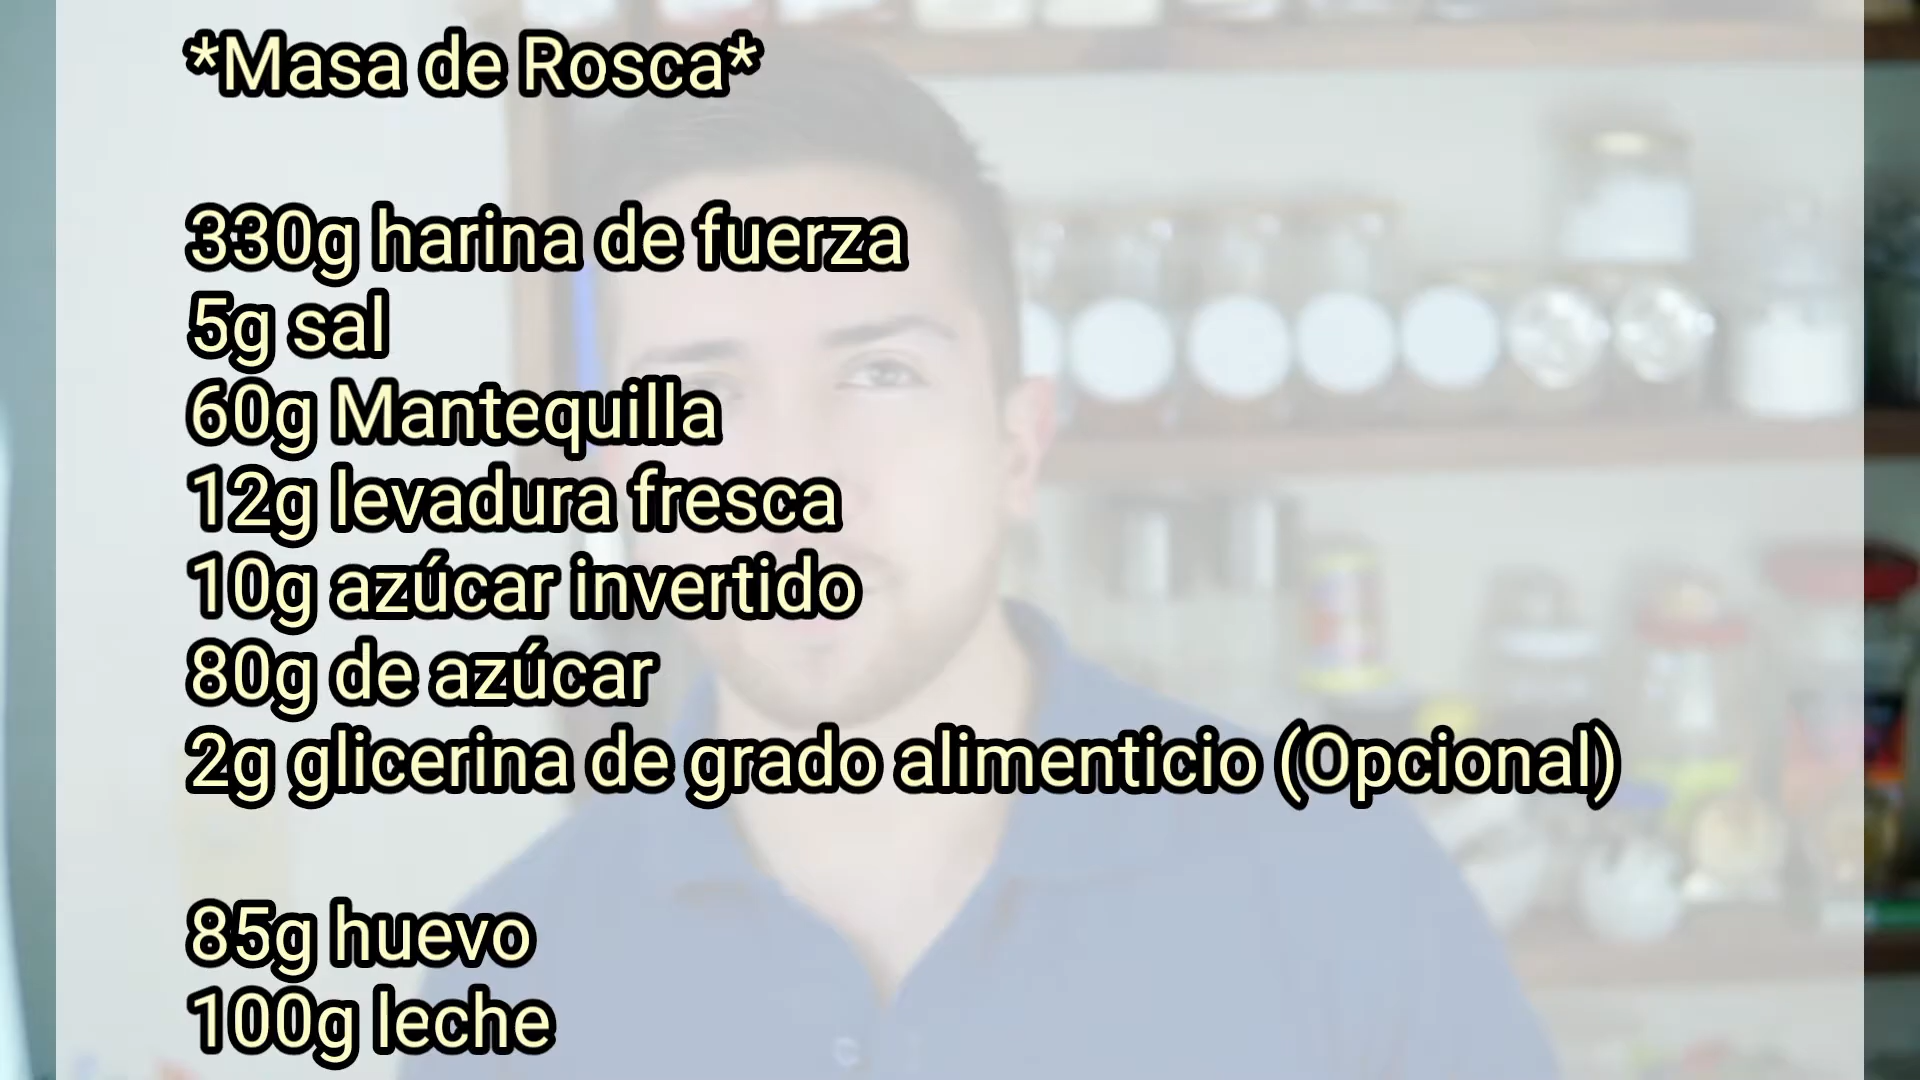 *Masa de Rosca*
330g harina de fuerza
5g sal
60g Mantequilla
12g levadura fresca
10g azúcar invertido
80g de azúcar
2g glicerina de grado alimenticio (Opcional)
85g huevo
100g leche